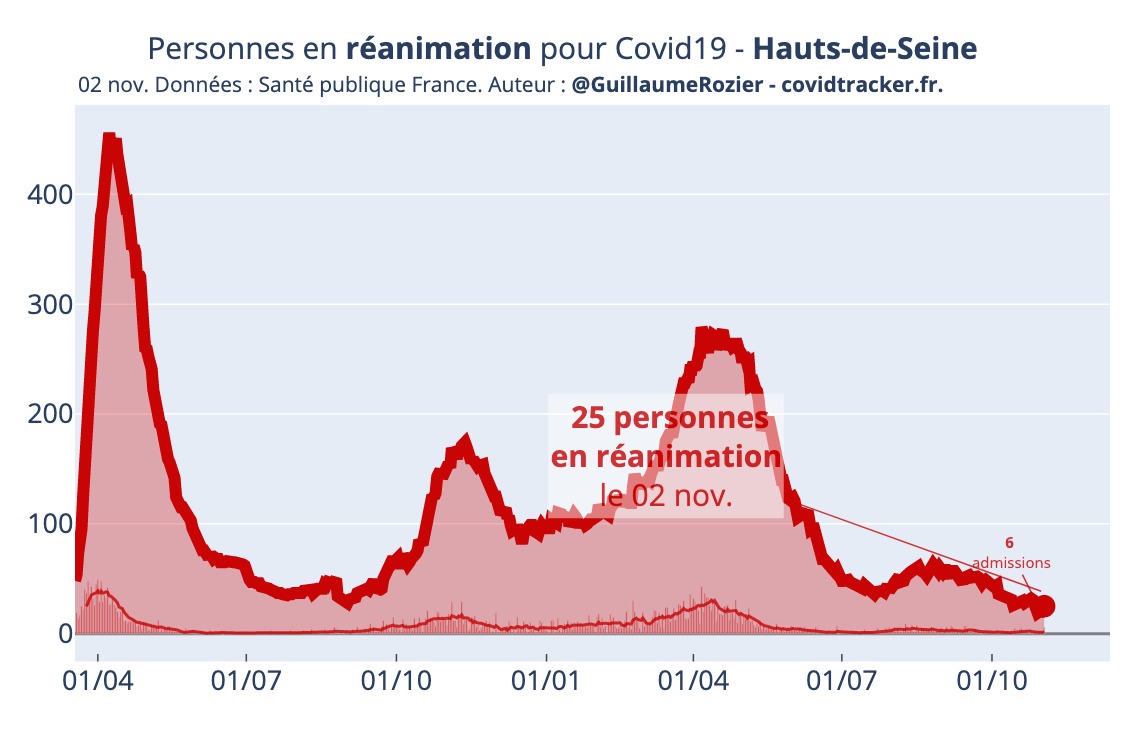 Personnes en réanimation pour Covid19 - Hauts-de-Seine
02 nov. Données : Santé publique France. Auteur : @GuillaumeRozier - covidtracker.fr.
400
300
200
100
0
25 personnes
en réanimation
le 02 nov.
6
admissions
01/04
01/07
01/10
01/01
01/04
01/07
01/10